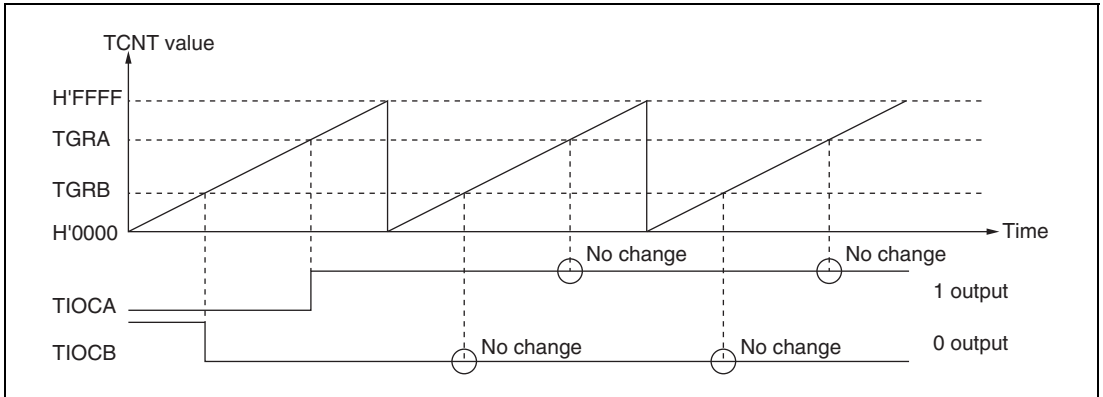 TCNT value
H'FFFF
TGRA
TGRB
H'0000
Time
No change No change
TIOCA
1 output
No change No change
TIOCB
0 output